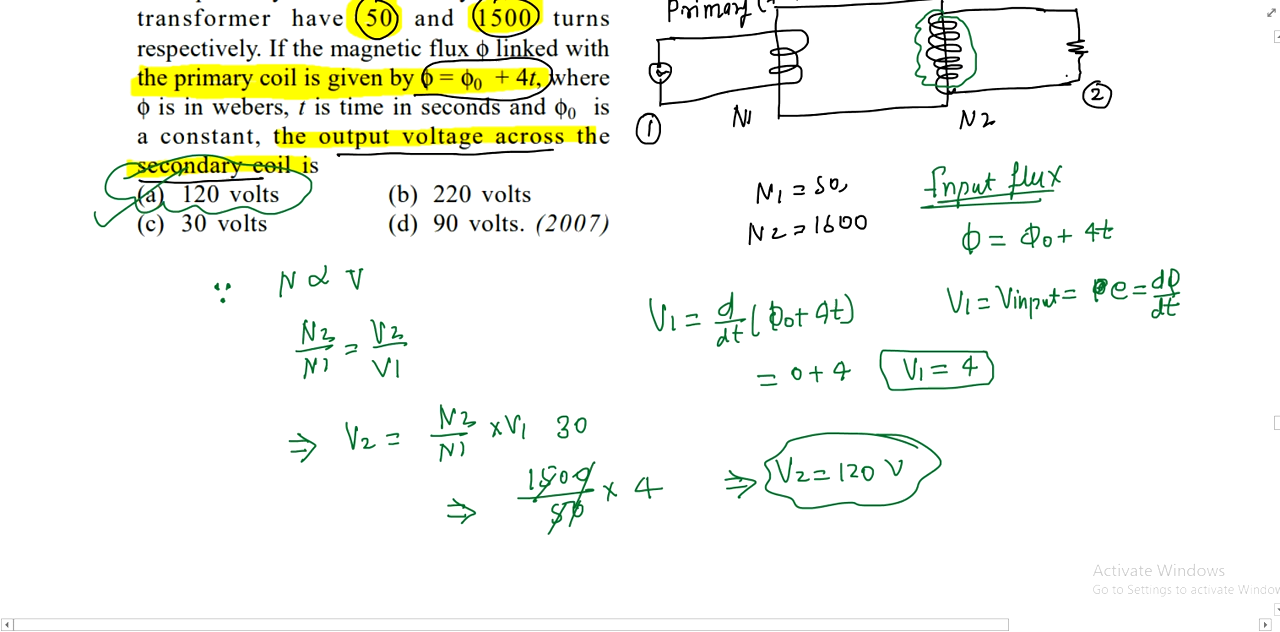 transformer have 50 and 1500 turns
respectively. If the magnetic flux ϕ linked with
the primary coil is given by ϕ = ϕ₀ + 4t, where
ϕ is in webers, t is time in seconds and ϕ₀ is
a constant, the output voltage across the
secondary coil is
(a) 120 volts (b) 220 volts
(c) 30 volts (d) 90 volts. (2007)
Primary
N1
N2
1
2
N1 = 50,
N2 = 1500
Input flux
ϕ = ϕ0 + 4t
V1 = Vinput = e = dϕ/dt
V1 = d/dt (ϕ0 + 4t)
= 0 + 4
V1 = 4
∵ N ∝ V
N2/N1 = V2/V1
⇒ V2 = N2/N1 × V1 30
⇒ 1500/50 × 4
⇒ V2 = 120 V
Activate Windows
Go to Settings to activate Window